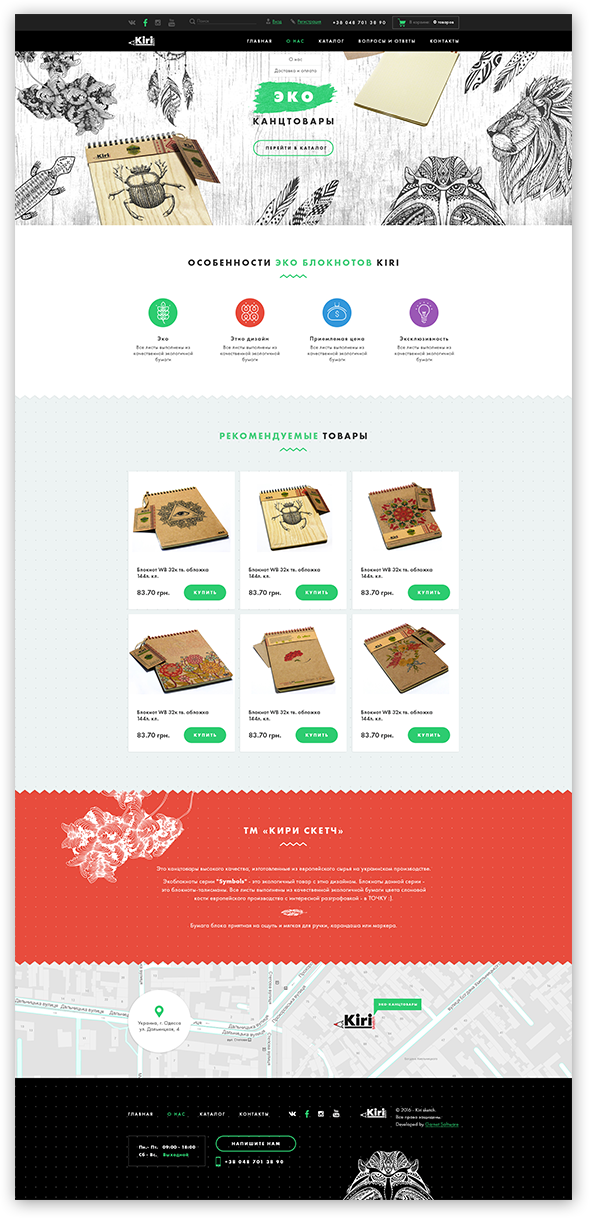 Поиск
Вход
Регистрация
+38 048 701 38 90
В корзине: 0 товаров
Kiri
ГЛАВНАЯ
О НАС
КАТАЛОГ
ВОПРОСЫ И ОТВЕТЫ
КОНТАКТЫ
О нас
Доставка и оплата
ЭКО
КАНЦТОВАРЫ
ПЕРЕЙТИ В КАТАЛОГ
Kiri
ОСОБЕННОСТИ ЭКО БЛОКНОТОВ KIRI
Эко
Все листы выполнены из
качественной экологичной
бумаги
Этно дизайн
Все листы выполнены из
качественной экологичной
бумаги
Приемлемая цена
Все листы выполнены из
качественной экологичной
бумаги
Эксклюзивность
Все листы выполнены из
качественной экологичной
бумаги
РЕКОМЕНДУЕМЫЕ ТОВАРЫ
Блокнот WB 32к тв. обложка
144л. кл.
83.70 грн.
КУПИТЬ
Блокнот WB 32к тв. обложка
144л. кл.
83.70 грн.
КУПИТЬ
Блокнот WB 32к тв. обложка
144л. кл.
83.70 грн.
КУПИТЬ
Блокнот WB 32к тв. обложка
144л. кл.
83.70 грн.
КУПИТЬ
Блокнот WB 32к тв. обложка
144л. кл.
83.70 грн.
КУПИТЬ
Блокнот WB 32к тв. обложка
144л. кл.
83.70 грн.
КУПИТЬ
ТМ «КИРИ СКЕТЧ»
Это канцтовары высокого качества, изготовленные из европейского сырья на украинском производстве.
Экоблокноты серии "Symbols" - это экологичный товар с этно дизайном. Блокноты данной серии -
это блокноты-талисманы. Все листы выполнены из качественной экологичной бумаги цвета слоновой
кости европейского производства с интересной разграфовкой - в ТОЧКУ :)
Бумага блока приятная на ощупь и мягкая для ручки, карандаша или маркера.
Украина, г. Одесса
ул. Дальницкая, 4
ЭКО-КАНЦТОВАРЫ
Kiri
ГЛАВНАЯ
О НАС
КАТАЛОГ
КОНТАКТЫ
Kiri
© 2016 - Kiri sketch.
Все права защищены.
Developed by
Пн.- Пт. 09:00 - 18:00
Сб - Вс. Выходной
НАПИШИТЕ НАМ
+38 048 701 38 90